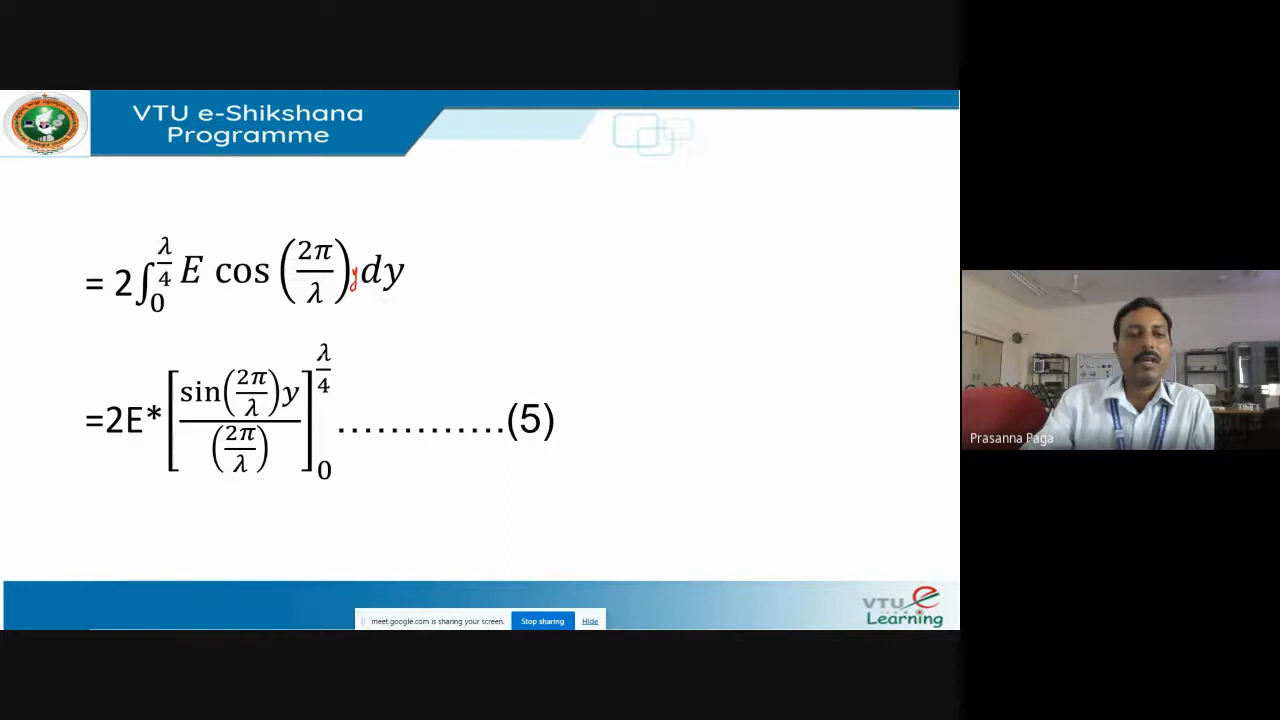 VTU e-Shikshana
Programme
= 2∫₀^(λ/4) E cos (2π/λ) y dy
=2E* [sin(2π/λ)y / (2π/λ)]₀^(λ/4) .............(5)
Prasanna Paga
meet.google.com is sharing your screen. Stop sharing Hide
VTU e
Learning